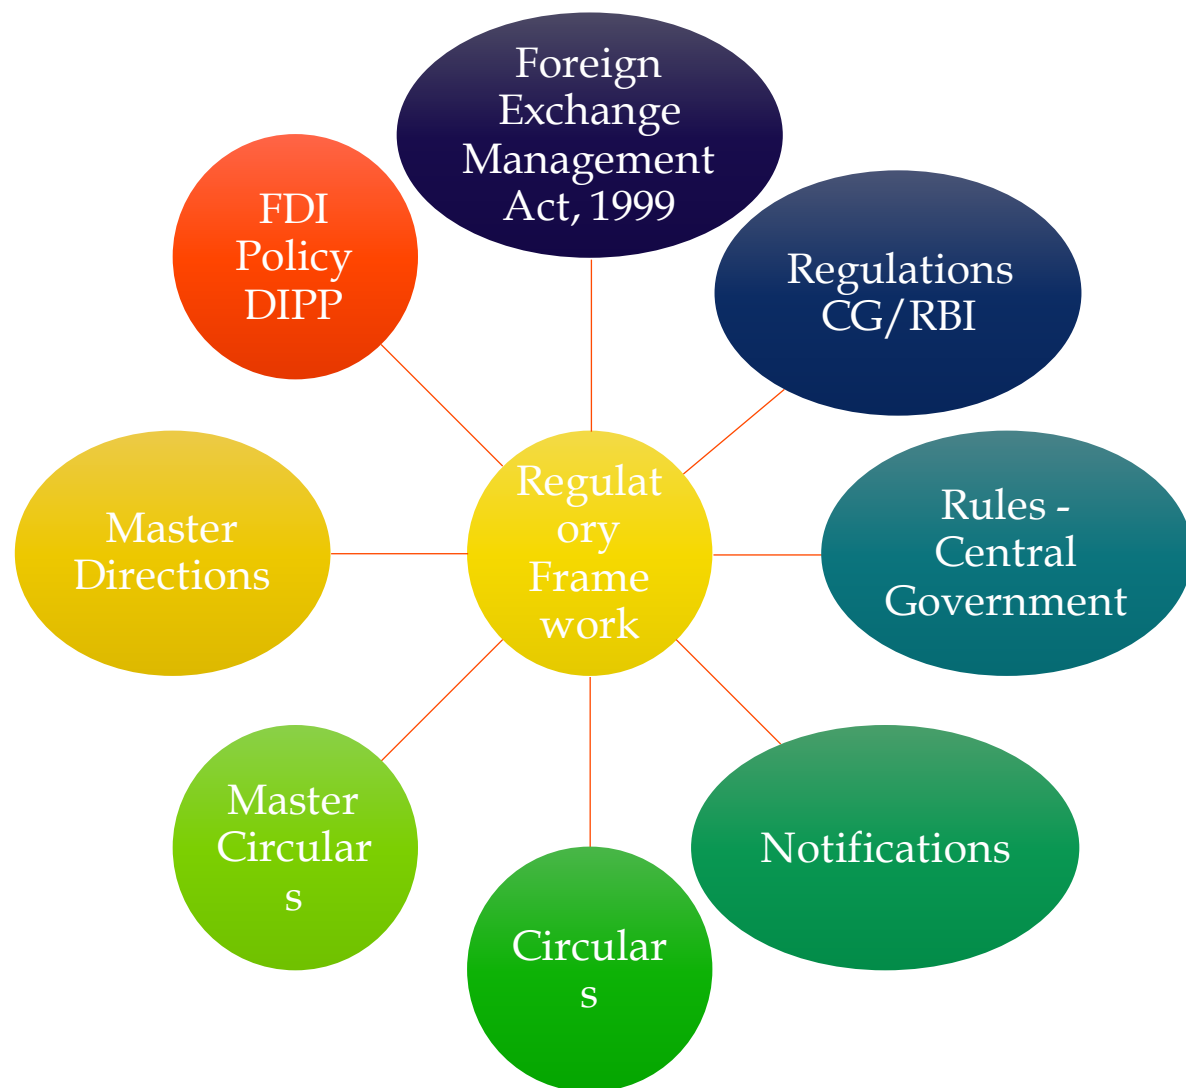 Foreign
Exchange
Management
Act, 1999
Regulations
CG/RBI
Rules -
Central
Government
Notifications
Circular
s
Master
Circular
s
Master
Directions
FDI
Policy
DIPP
Regulat
ory
Frame
work